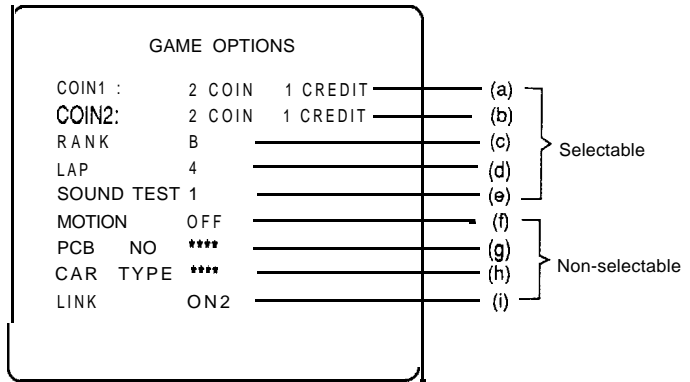 GAME OPTIONS
COIN1 : 2 COIN 1 CREDIT (a)
COIN2: 2 COIN 1 CREDIT (b)
RANK B (c)
LAP 4 (d)
SOUND TEST 1 (e)
Selectable
MOTION OFF (f)
PCB NO **** (g)
CAR TYPE **** (h)
LINK ON2 (i)
Non-selectable